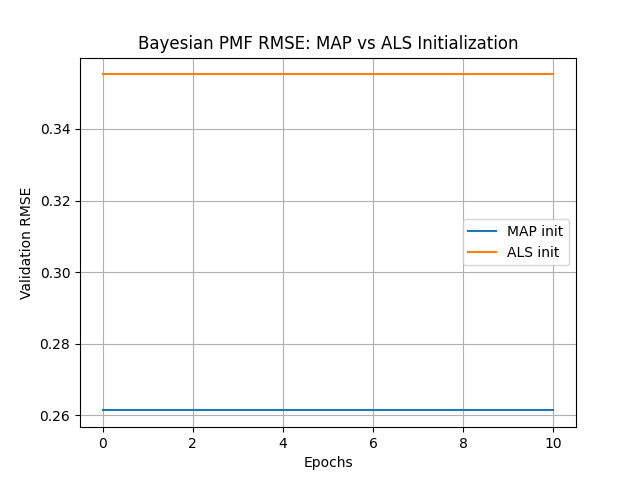 Bayesian PMF RMSE: MAP vs ALS Initialization
Validation RMSE
0.34
0.32
0.30
0.28
0.26
MAP init
ALS init
0 2 4 6 8 10
Epochs